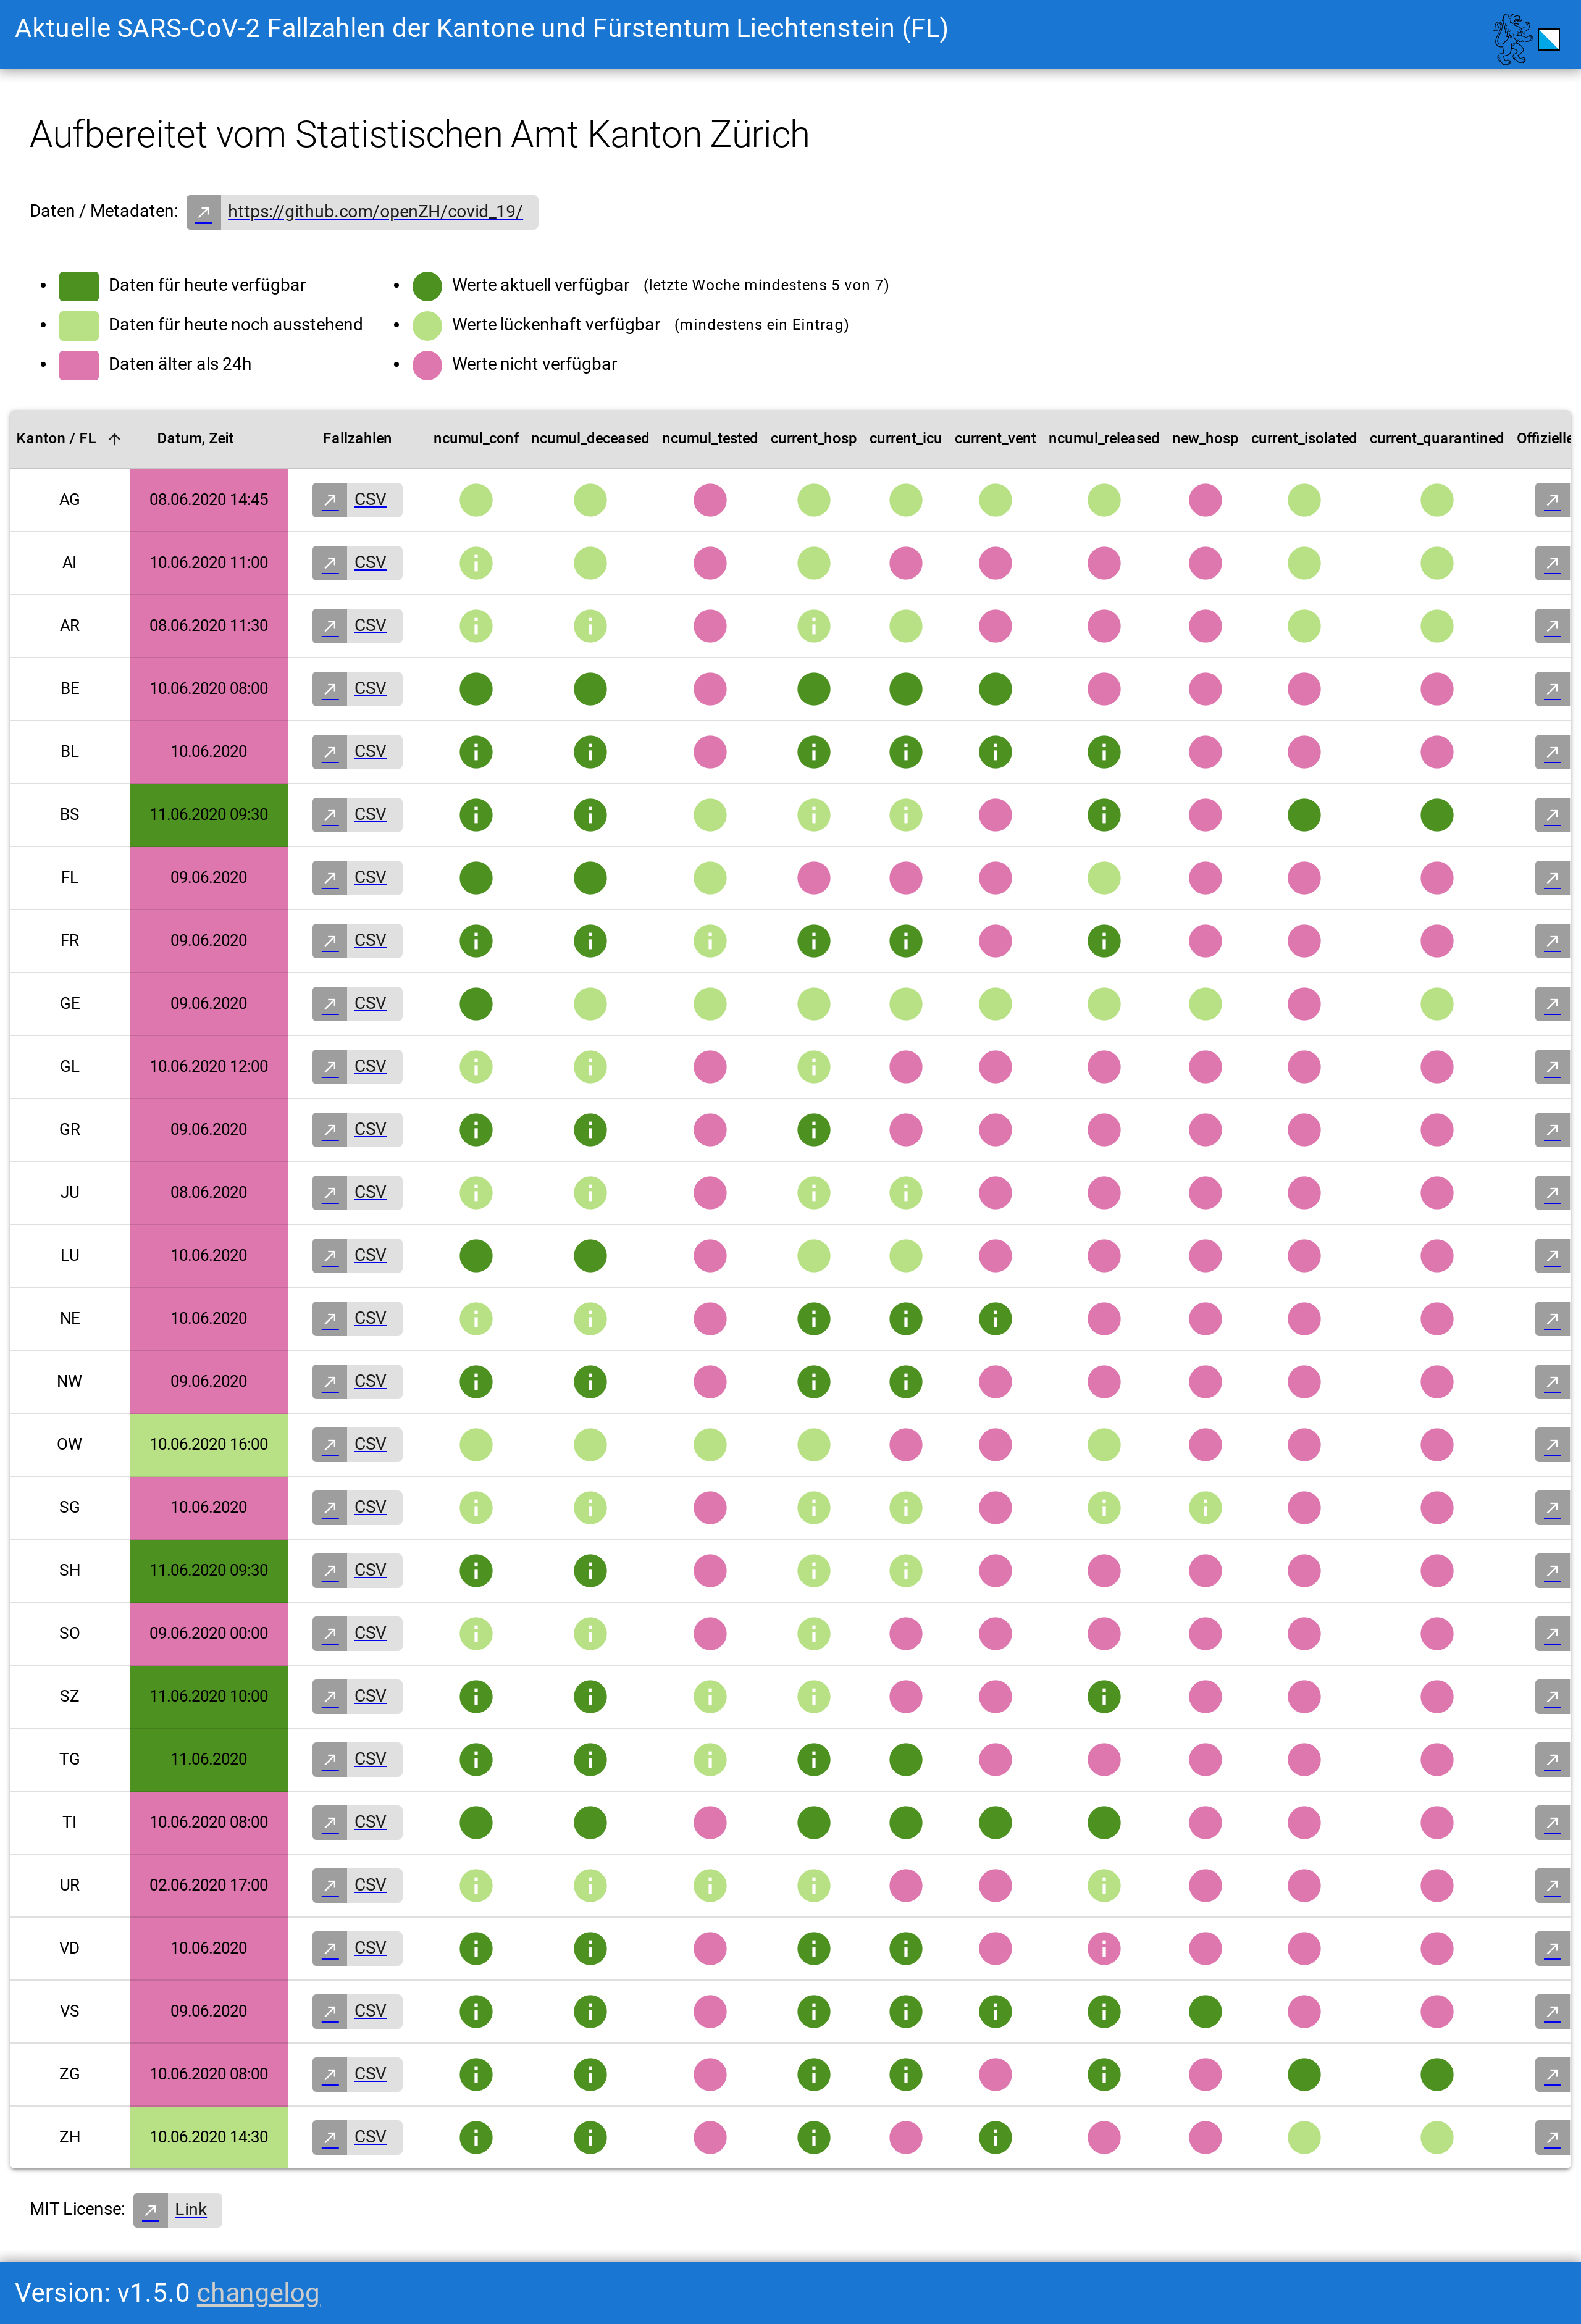 Aktuelle SARS-CoV-2 Fallzahlen der Kantone und Fürstentum Liechtenstein (FL)
Aufbereitet vom Statistischen Amt Kanton Zürich
Daten / Metadaten: https://github.com/openZH/covid_19/
Daten für heute verfügbar
Daten für heute noch ausstehend
Daten älter als 24h
Werte aktuell verfügbar (letzte Woche mindestens 5 von 7)
Werte lückenhaft verfügbar (mindestens ein Eintrag)
Werte nicht verfügbar
Kanton / FL Datum, Zeit Fallzahlen ncumul_conf ncumul_deceased ncumul_tested current_hosp current_icu current_vent ncumul_released new_hosp current_isolated current_quarantined Offizielle
AG 08.06.2020 14:45 CSV
AI 10.06.2020 11:00 CSV
AR 08.06.2020 11:30 CSV
BE 10.06.2020 08:00 CSV
BL 10.06.2020 CSV
BS 11.06.2020 09:30 CSV
FL 09.06.2020 CSV
FR 09.06.2020 CSV
GE 09.06.2020 CSV
GL 10.06.2020 12:00 CSV
GR 09.06.2020 CSV
JU 08.06.2020 CSV
LU 10.06.2020 CSV
NE 10.06.2020 CSV
NW 09.06.2020 CSV
OW 10.06.2020 16:00 CSV
SG 10.06.2020 CSV
SH 11.06.2020 09:30 CSV
SO 09.06.2020 00:00 CSV
SZ 11.06.2020 10:00 CSV
TG 11.06.2020 CSV
TI 10.06.2020 08:00 CSV
UR 02.06.2020 17:00 CSV
VD 10.06.2020 CSV
VS 09.06.2020 CSV
ZG 10.06.2020 08:00 CSV
ZH 10.06.2020 14:30 CSV
MIT License: Link
Version: v1.5.0 changelog